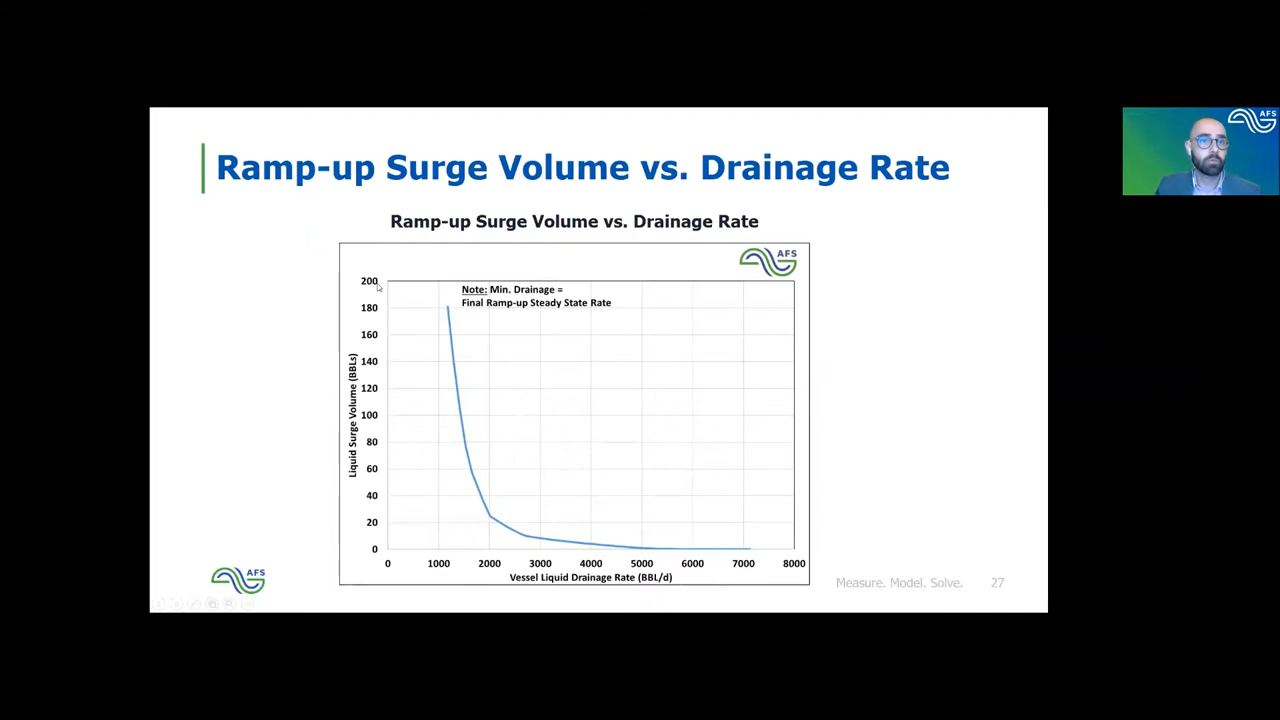 AFS
Ramp-up Surge Volume vs. Drainage Rate
Ramp-up Surge Volume vs. Drainage Rate
AFS
Note: Min. Drainage =
Final Ramp-up Steady State Rate
Liquid Surge Volume (BBLs)
200
180
160
140
120
100
80
60
40
20
0
0 1000 2000 3000 4000 5000 6000 7000 8000
Vessel Liquid Drainage Rate (BBL/d)
AFS
Measure. Model. Solve. 27